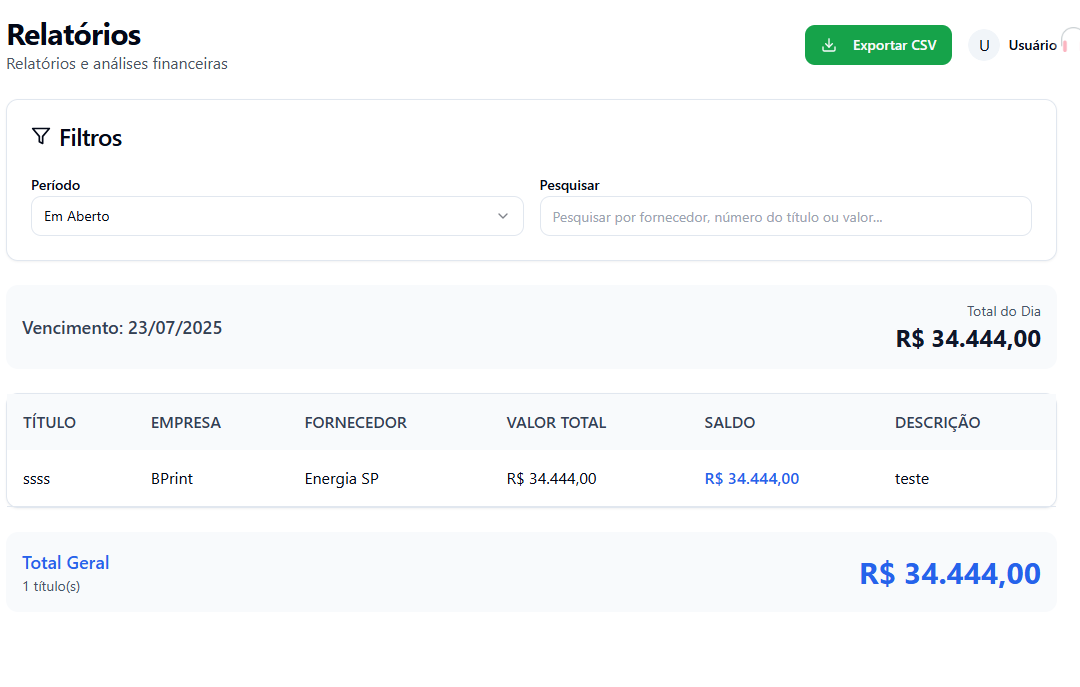 Relatórios
Relatórios e análises financeiras
Exportar CSV
U
Usuário
Filtros
Período
Pesquisar
Em Aberto
Pesquisar por fornecedor, número do título ou valor...
Vencimento: 23/07/2025
Total do Dia
R$ 34.444,00
TÍTULO EMPRESA FORNECEDOR VALOR TOTAL SALDO DESCRIÇÃO
ssss BPrint Energia SP R$ 34.444,00 R$ 34.444,00 teste
Total Geral
1 título(s)
R$ 34.444,00